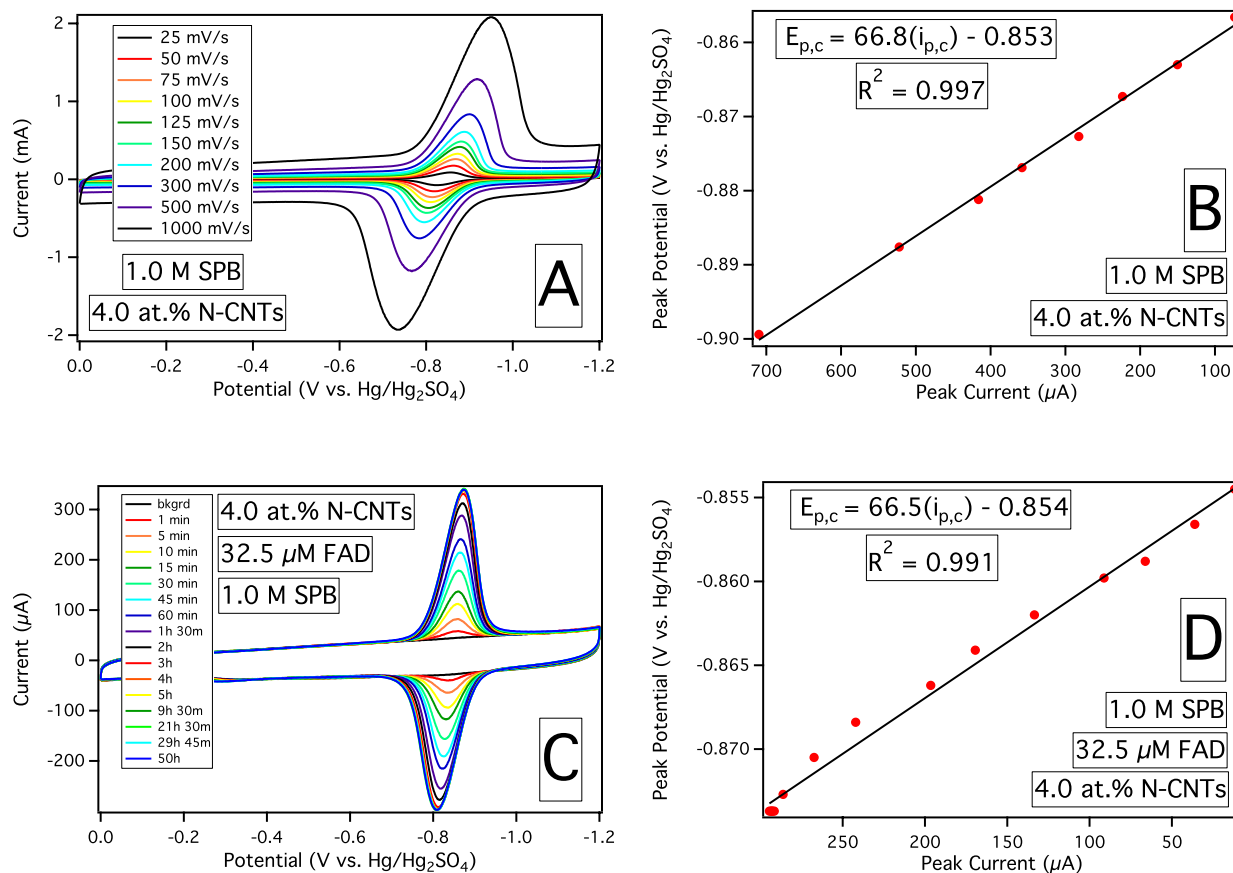 2
1
0
-1
-2
Current (mA)
25 mV/s
50 mV/s
75 mV/s
100 mV/s
125 mV/s
150 mV/s
200 mV/s
300 mV/s
500 mV/s
1000 mV/s
1.0 M SPB
4.0 at.% N-CNTs
A
0.0
-0.2
-0.4
-0.6
-0.8
-1.0
-1.2
Potential (V vs. Hg/Hg₂SO₄)
-0.86
-0.87
-0.88
-0.89
-0.90
Peak Potential (V vs. Hg/Hg₂SO₄)
E_{p,c} = 66.8(i_{p,c}) - 0.853
R² = 0.997
B
1.0 M SPB
4.0 at.% N-CNTs
700
600
500
400
300
200
100
Peak Current (µA)
300
200
100
0
-100
-200
Current (µA)
bkgrd
1 min
5 min
10 min
15 min
30 min
45 min
60 min
1h 30m
2h
3h
4h
5h
9h 30m
21h 30m
29h 45m
50h
4.0 at.% N-CNTs
32.5 µM FAD
1.0 M SPB
C
0.0
-0.2
-0.4
-0.6
-0.8
-1.0
-1.2
Potential (V vs. Hg/Hg₂SO₄)
-0.855
-0.860
-0.865
-0.870
Peak Potential (V vs. Hg/Hg₂SO₄)
E_{p,c} = 66.5(i_{p,c}) - 0.854
R² = 0.991
D
1.0 M SPB
32.5 µM FAD
4.0 at.% N-CNTs
250
200
150
100
50
Peak Current (µA)